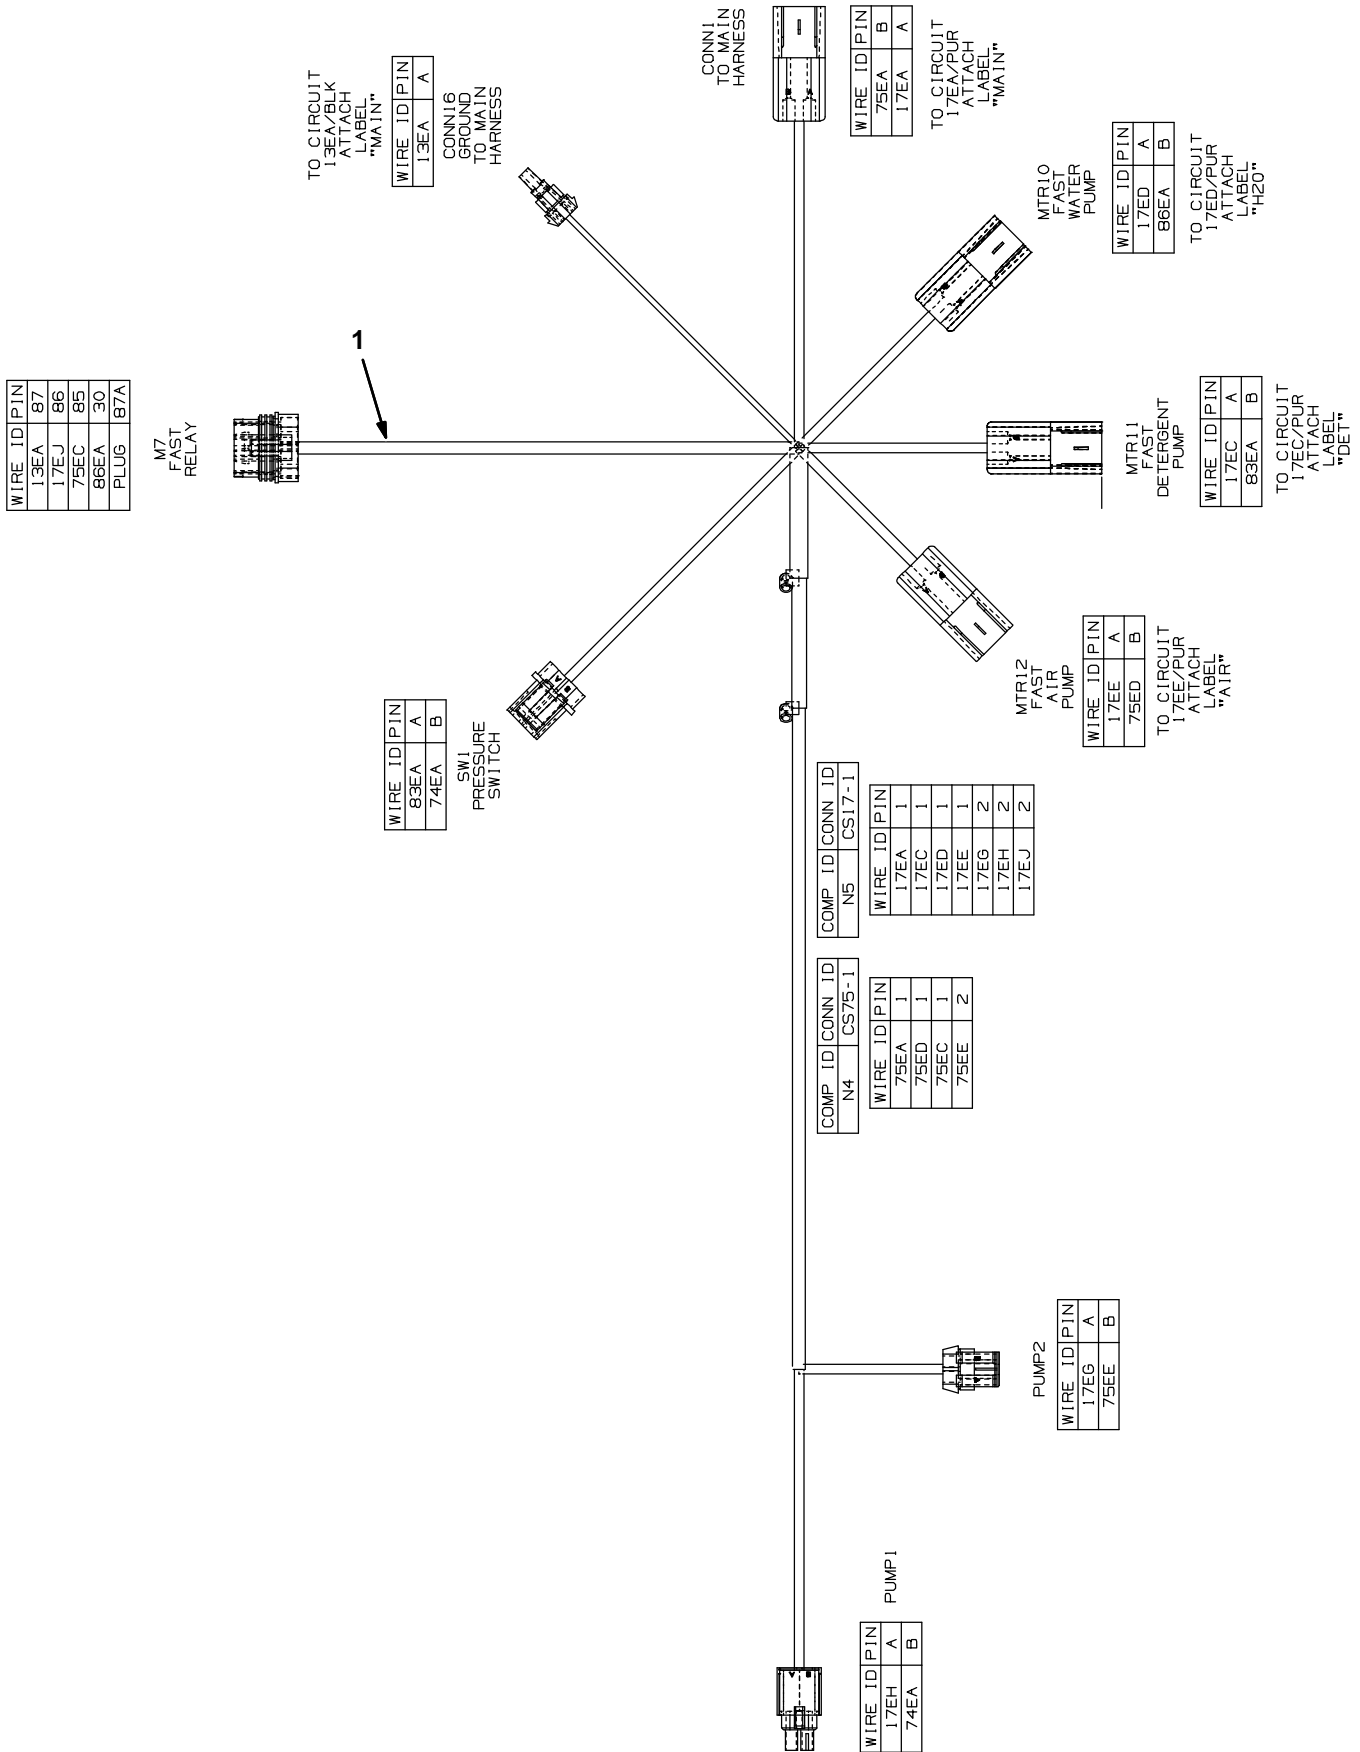 WIRE ID PIN
13EA 87
17EJ 86
75EC 85
86EA 30
PLUG 87A
M7
FAST
RELAY
1
TO CIRCUIT
13EA/BLK
ATTACH
LABEL
"MAIN"
WIRE ID PIN
13EA A
CONN16
GROUND
TO MAIN
HARNESS
CONN1
TO MAIN
HARNESS
WIRE ID PIN
75EA B
17EA A
TO CIRCUIT
17EA/PUR
ATTACH
LABEL
"MAIN"
MTR10
FAST
WATER
PUMP
WIRE ID PIN
17ED A
86EA B
TO CIRCUIT
17ED/PUR
ATTACH
LABEL
"H20"
MTR11
FAST
DETERGENT
PUMP
WIRE ID PIN
17EC A
83EA B
TO CIRCUIT
17EC/PUR
ATTACH
LABEL
"DET"
MTR12
FAST
AIR
PUMP
WIRE ID PIN
17EE A
75ED B
TO CIRCUIT
17EE/PUR
ATTACH
LABEL
"AIR"
WIRE ID PIN
83EA A
74EA B
SW1
PRESSURE
SWITCH
COMP ID CONN ID
N5 CS17-1
WIRE ID PIN
17EA 1
17EC 1
17ED 1
17EE 1
17EG 2
17EH 2
17EJ 2
COMP ID CONN ID
N4 CS75-1
WIRE ID PIN
75EA 1
75ED 1
75EC 1
75EE 2
PUMP2
WIRE ID PIN
17EG A
75EE B
PUMP1
WIRE ID PIN
17EH A
74EA B